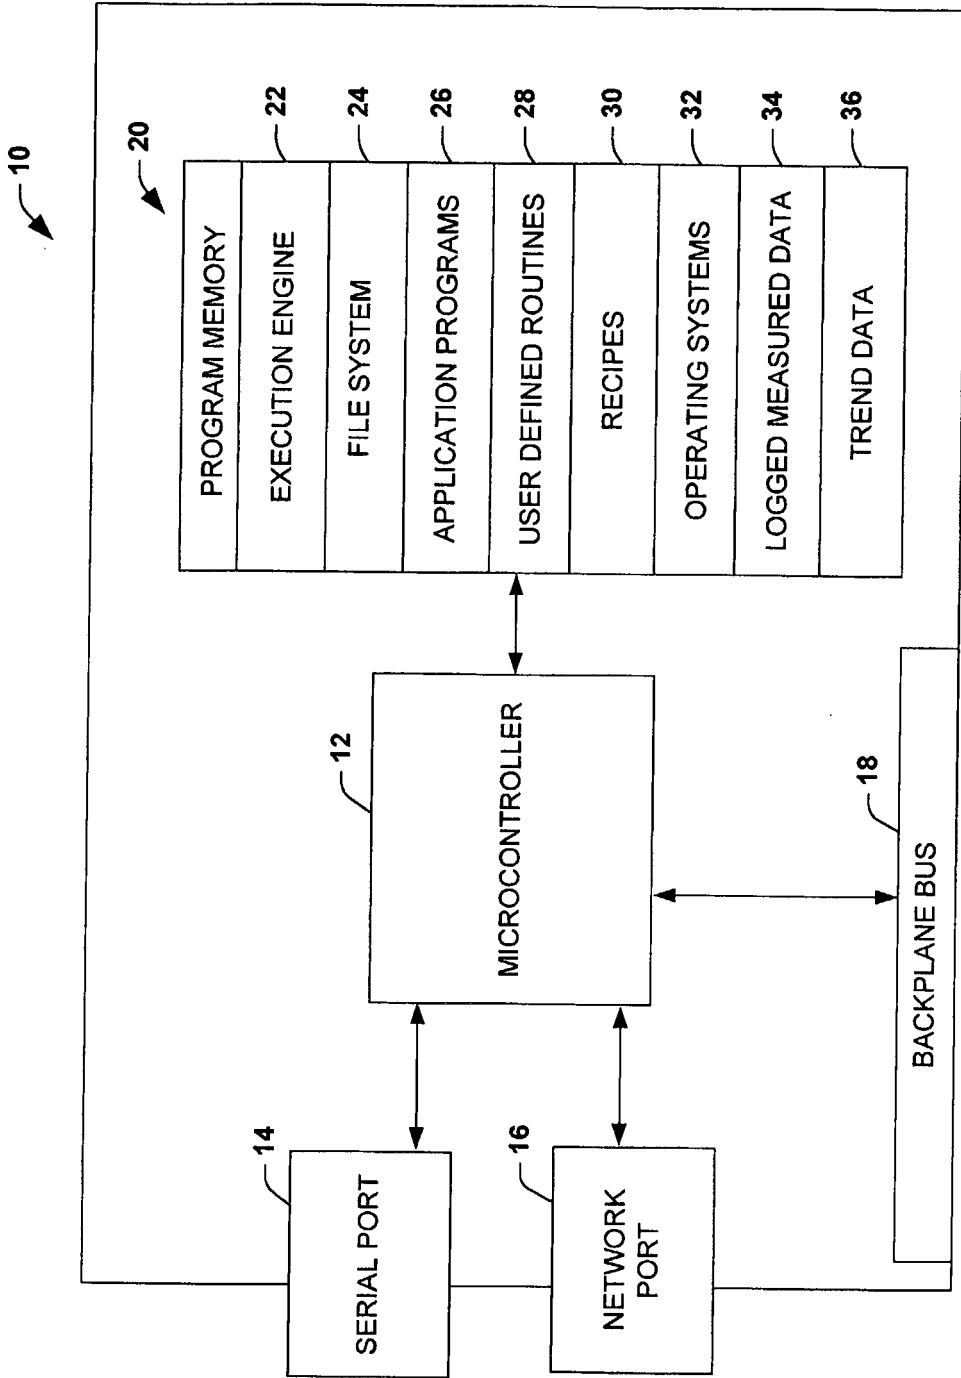 10
20
PROGRAM MEMORY
EXECUTION ENGINE
22
FILE SYSTEM
24
APPLICATION PROGRAMS
26
USER DEFINED ROUTINES
28
RECIPES
30
OPERATING SYSTEMS
32
LOGGED MEASURED DATA
34
TREND DATA
36
12
MICROCONTROLLER
14
SERIAL PORT
16
NETWORK
PORT
18
BACKPLANE BUS